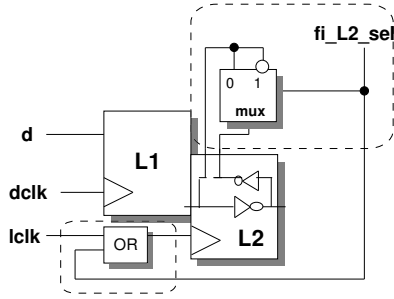 fi_L2_sel
0 1
mux
d
L1
dclk
lclk
OR
L2